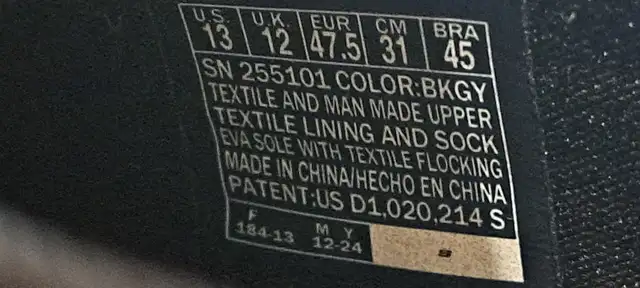 U.S. U.K. EUR CM BRA
13 12 47.5 31 45
SN 255101 COLOR:BKGY
TEXTILE AND MAN MADE UPPER
TEXTILE LINING AND SOCK
EVA SOLE WITH TEXTILE FLOCKING
MADE IN CHINA/HECHO EN CHINA
PATENT:US D1,020,214 S
F M Y
184-13 12-24